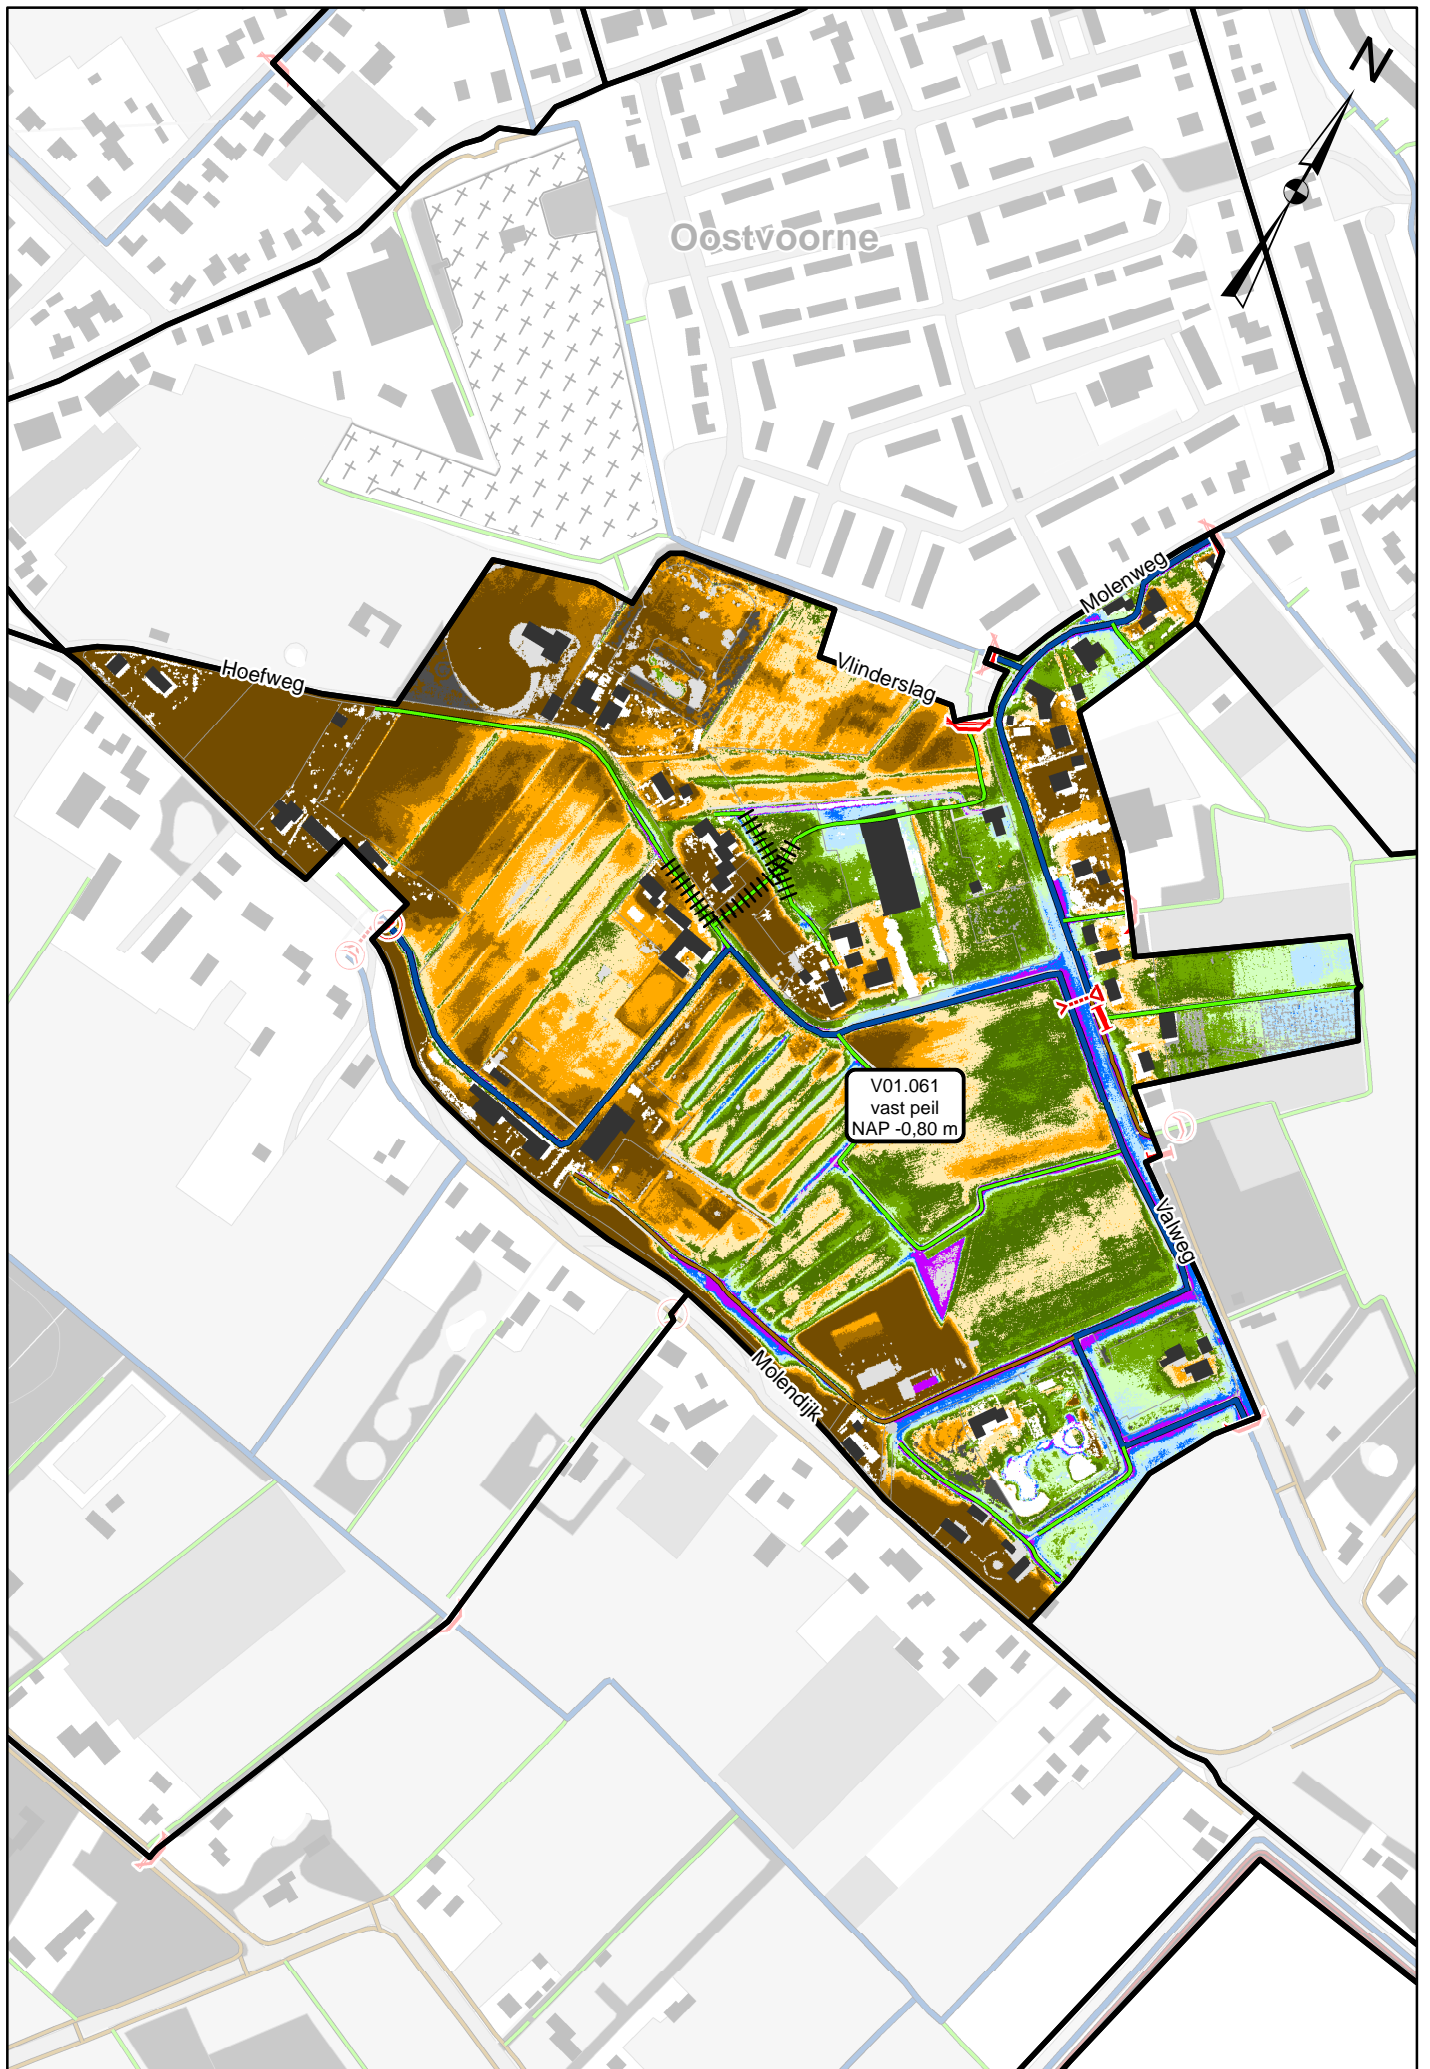 N
Oostvoorne
Molenweg
Hoefweg
Vlinderslag
V01.061
vast peil
NAP -0,80 m
Valweg
Molendijk